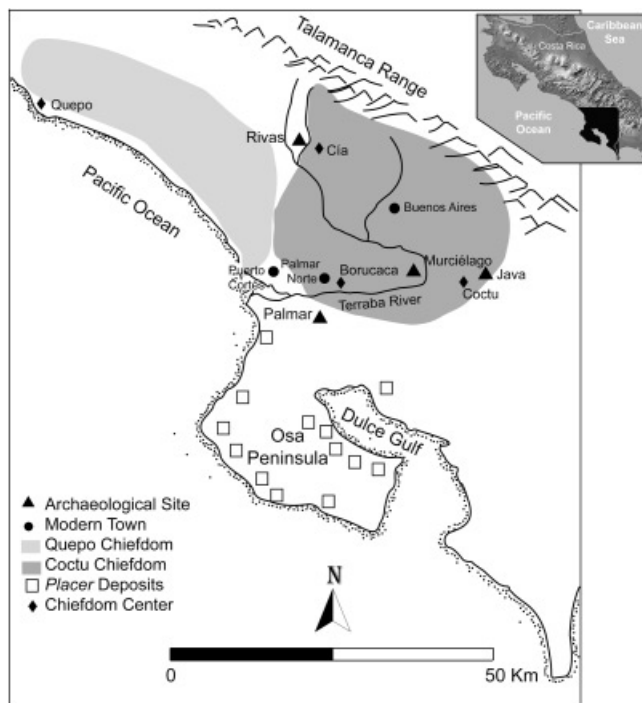 Caribbean
Sea
Costa Rica
Pacific
Ocean
Talamanca Range
Quepo
Rivas
Cía
Pacific Ocean
Buenos Aires
Puerto
Cortés
Palmar
Norte
Borucaca
Murciélago
Java
Coctu
Terraba River
Palmar
Dulce Gulf
Osa
Peninsula
Archaeological Site
Modern Town
Quepo Chiefdom
Coctu Chiefdom
Placer Deposits
Chiefdom Center
N
0
50 Km